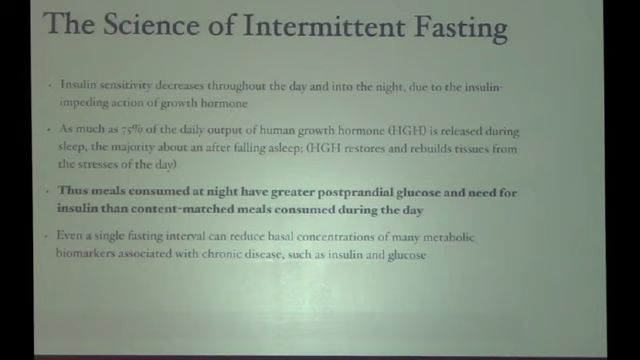 The Science of Intermittent Fasting
• Insulin sensitivity decreases throughout the day and into the night, due to the insulin-
impeding action of growth hormone
• As much as 75% of the daily output of human growth hormone (HGH) is released during
sleep, the majority about an after falling asleep; (HGH restores and rebuilds tissues from
the stresses of the day)
• Thus meals consumed at night have greater postprandial glucose and need for
insulin than content-matched meals consumed during the day
• Even a single fasting interval can reduce basal concentrations of many metabolic
biomarkers associated with chronic disease, such as insulin and glucose